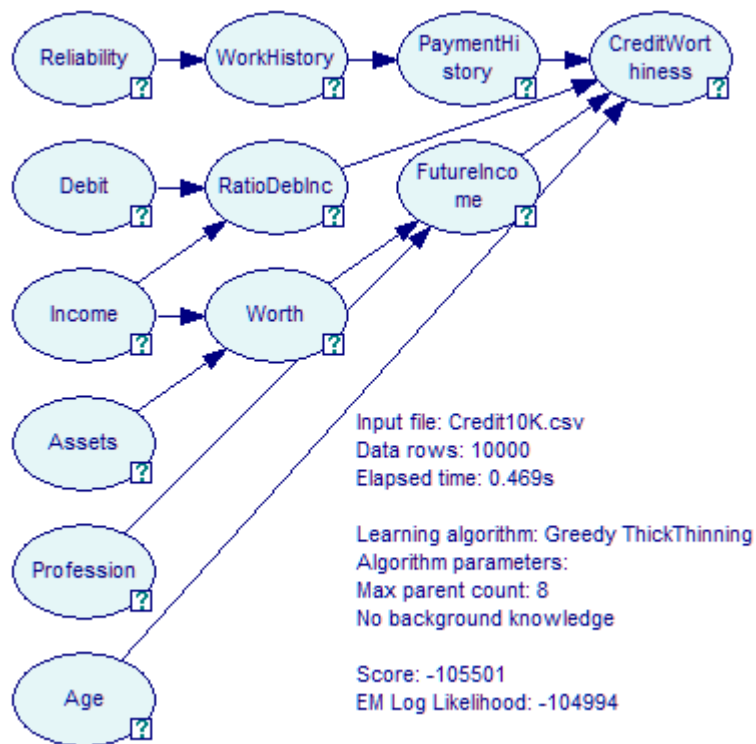 Reliability
?
WorkHistory
?
PaymentHi
story
?
CreditWort
hiness
?
Debit
?
RatioDebInc
?
FutureInco
me
?
Income
?
Worth
?
Assets
?
Profession
?
Age
?
Input file: Credit10K.csv
Data rows: 10000
Elapsed time: 0.469s
Learning algorithm: Greedy ThickThinning
Algorithm parameters:
Max parent count: 8
No background knowledge
Score: -105501
EM Log Likelihood: -104994